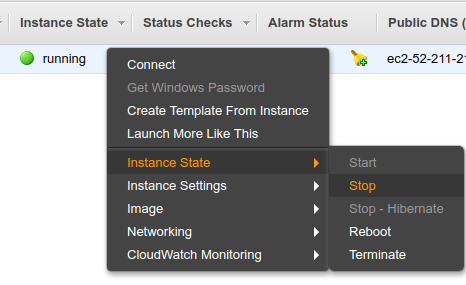 Instance State Status Checks Alarm Status Public DNS (
running ec2-52-211-21
Connect
Get Windows Password
Create Template From Instance
Launch More Like This
Instance State Start
Instance Settings Stop
Image Stop - Hibernate
Networking Reboot
CloudWatch Monitoring Terminate